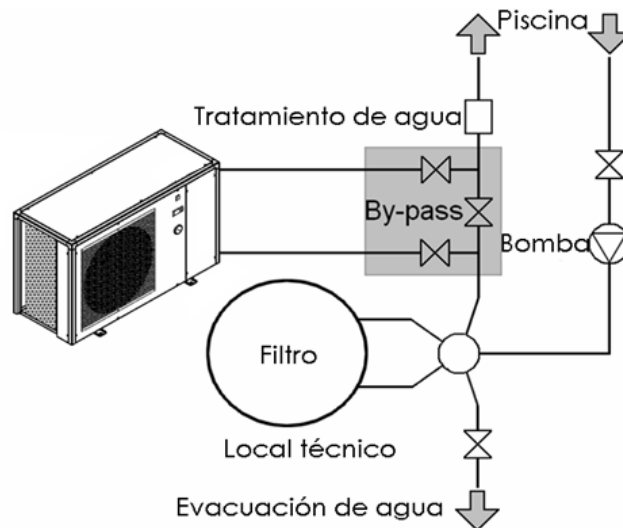 Piscina
Tratamiento de agua
By-pass
Bomba
Filtro
Local técnico
Evacuación de agua